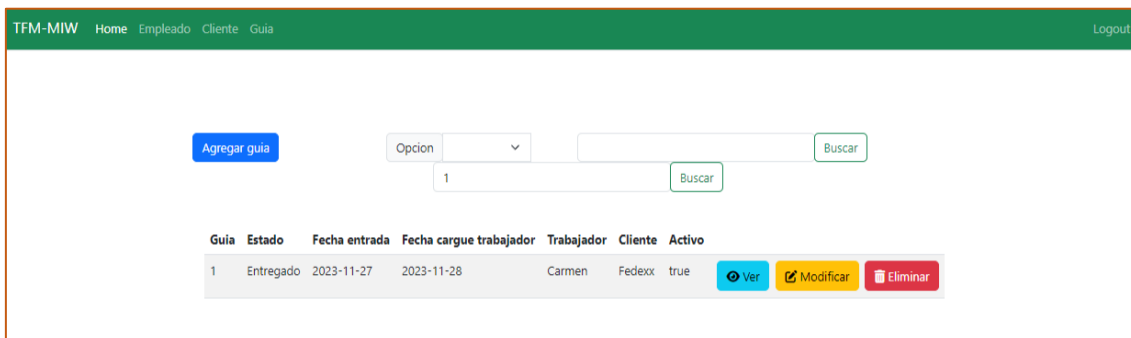 TFM-MIW Home Empleado Cliente Guia Logout
Agregar guia Opcion Buscar
1 Buscar
Guia Estado Fecha entrada Fecha cargue trabajador Trabajador Cliente Activo
1 Entregado 2023-11-27 2023-11-28 Carmen Fedexx true Ver Modificar Eliminar